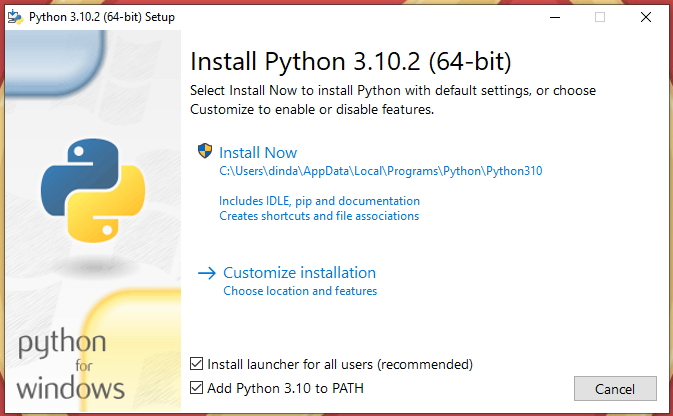 Python 3.10.2 (64-bit) Setup
Install Python 3.10.2 (64-bit)
Select Install Now to install Python with default settings, or choose
Customize to enable or disable features.
Install Now
C:\Users\dinda\AppData\Local\Programs\Python\Python310
Includes IDLE, pip and documentation
Creates shortcuts and file associations
Customize installation
Choose location and features
python
for
windows
Install launcher for all users (recommended)
Add Python 3.10 to PATH
Cancel